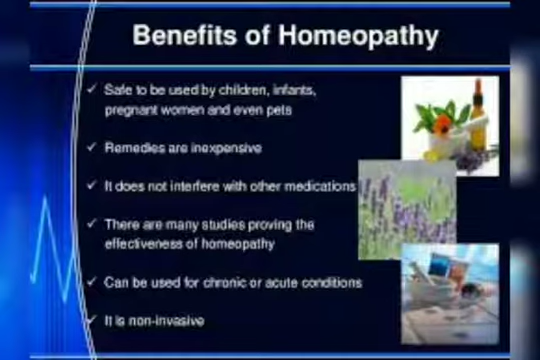 Benefits of Homeopathy
✓ Safe to be used by children, infants,
pregnant women and even pets
✓ Remedies are inexpensive
✓ It does not interfere with other medications
✓ There are many studies proving the
effectiveness of homeopathy
✓ Can be used for chronic or acute conditions
✓ It is non-invasive